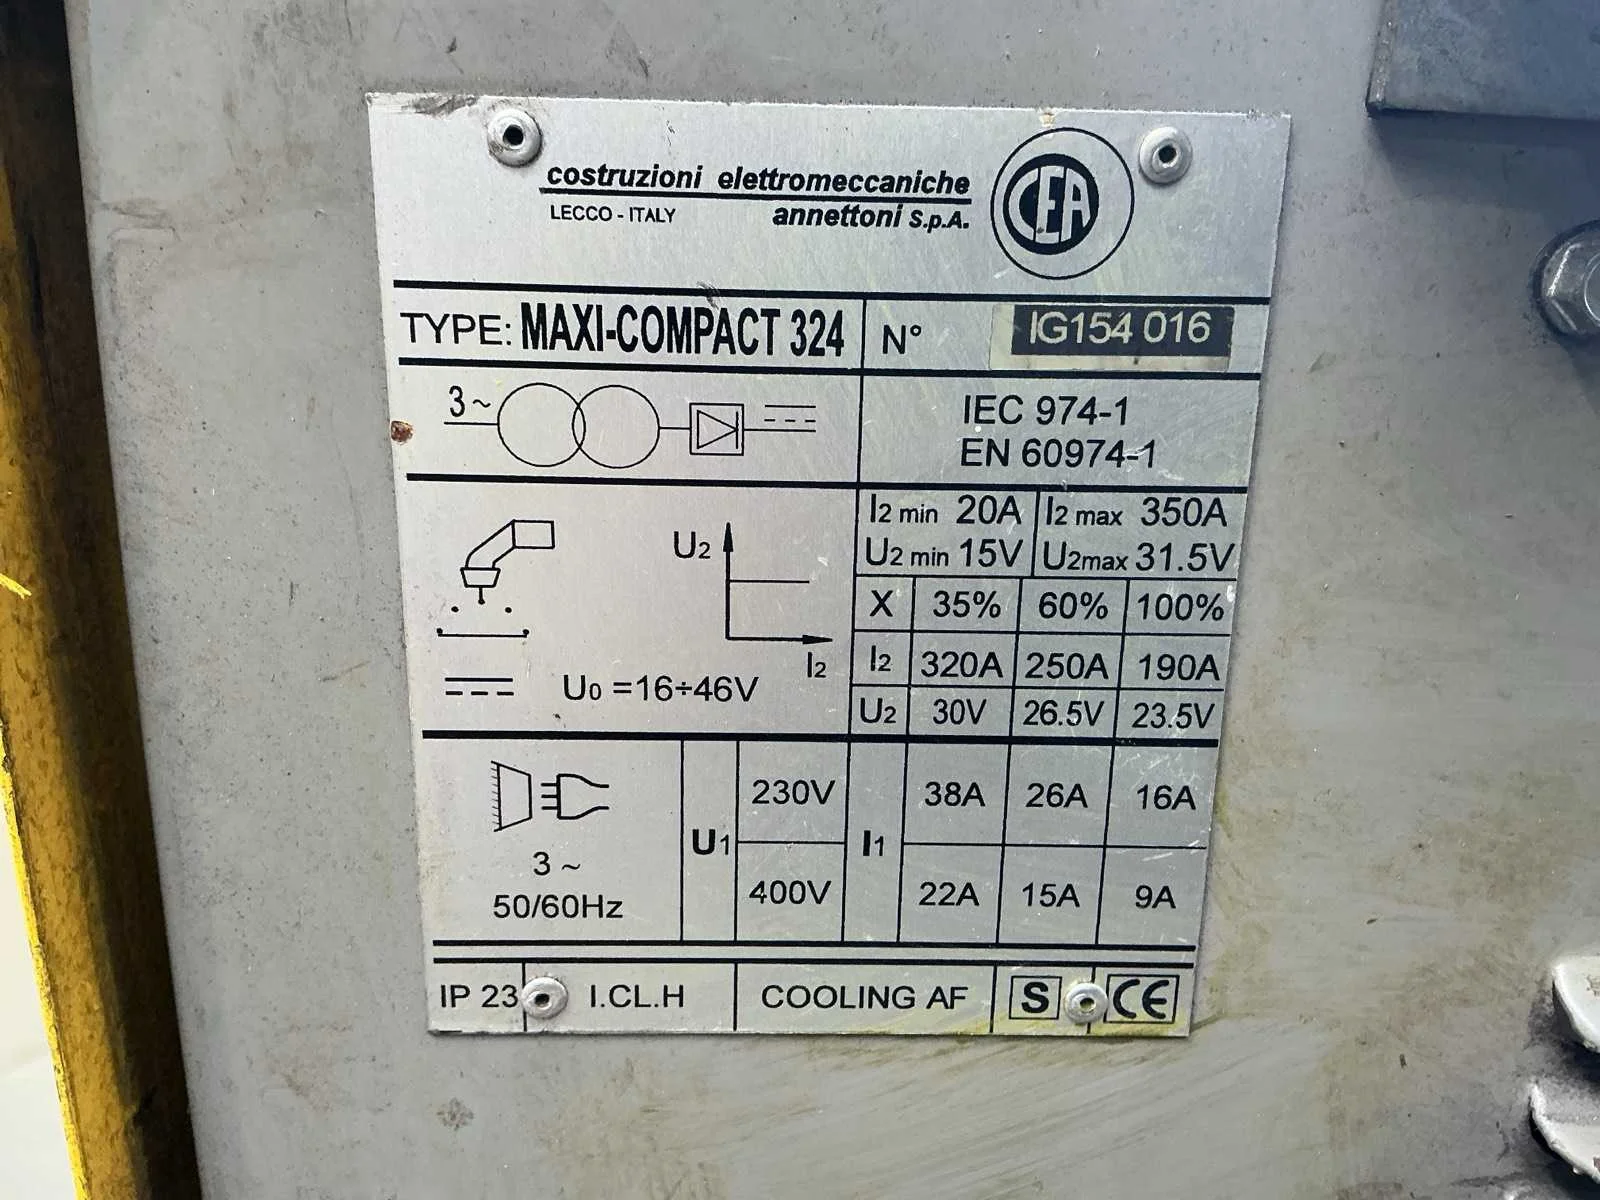 costruzioni elettromeccaniche
LECCO - ITALY annettoni s.p.A.
CEA
TYPE: MAXI-COMPACT 324 N° IG154 016
3~
IEC 974-1
EN 60974-1
I2 min 20A I2 max 350A
U2 min 15V U2max 31.5V
U2
I2
U0 =16÷46V
X 35% 60% 100%
I2 320A 250A 190A
U2 30V 26.5V 23.5V
3 ~
50/60Hz
U1
230V
400V
I1
38A 26A 16A
22A 15A 9A
IP 23 I.CL.H COOLING AF S CE